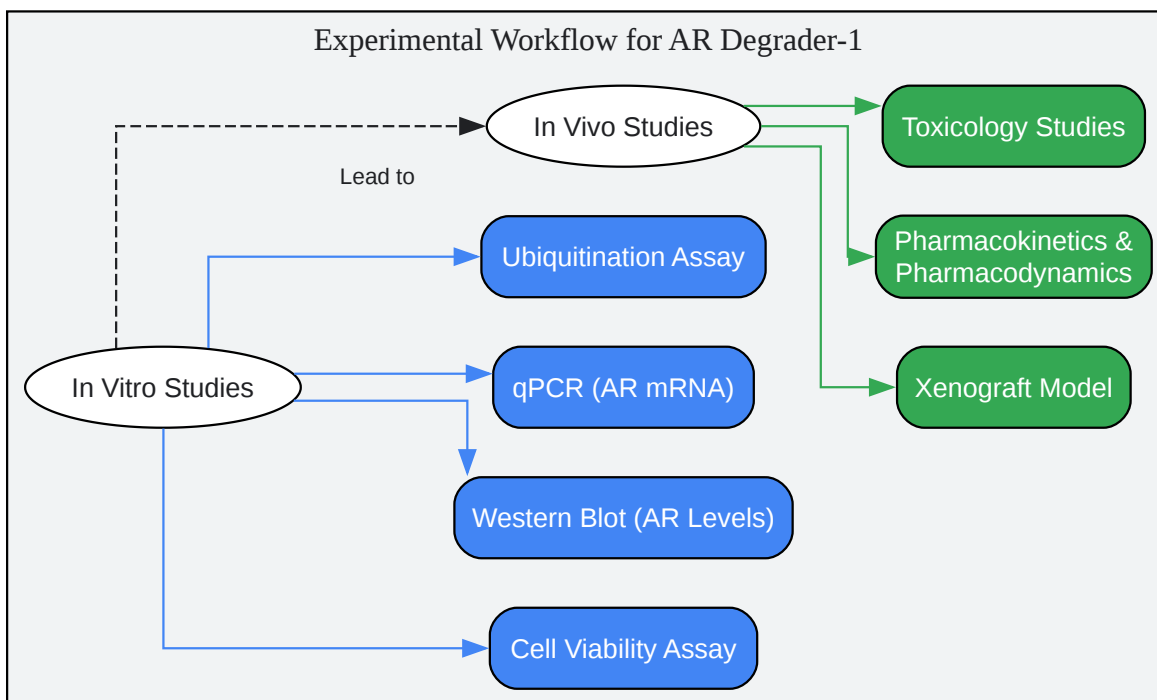 Experimental Workflow for AR Degrader-1
In Vivo Studies
Toxicology Studies
Lead to
Ubiquitination Assay
Pharmacokinetics &
Pharmacodynamics
In Vitro Studies
qPCR (AR mRNA)
Xenograft Model
Western Blot (AR Levels)
Cell Viability Assay